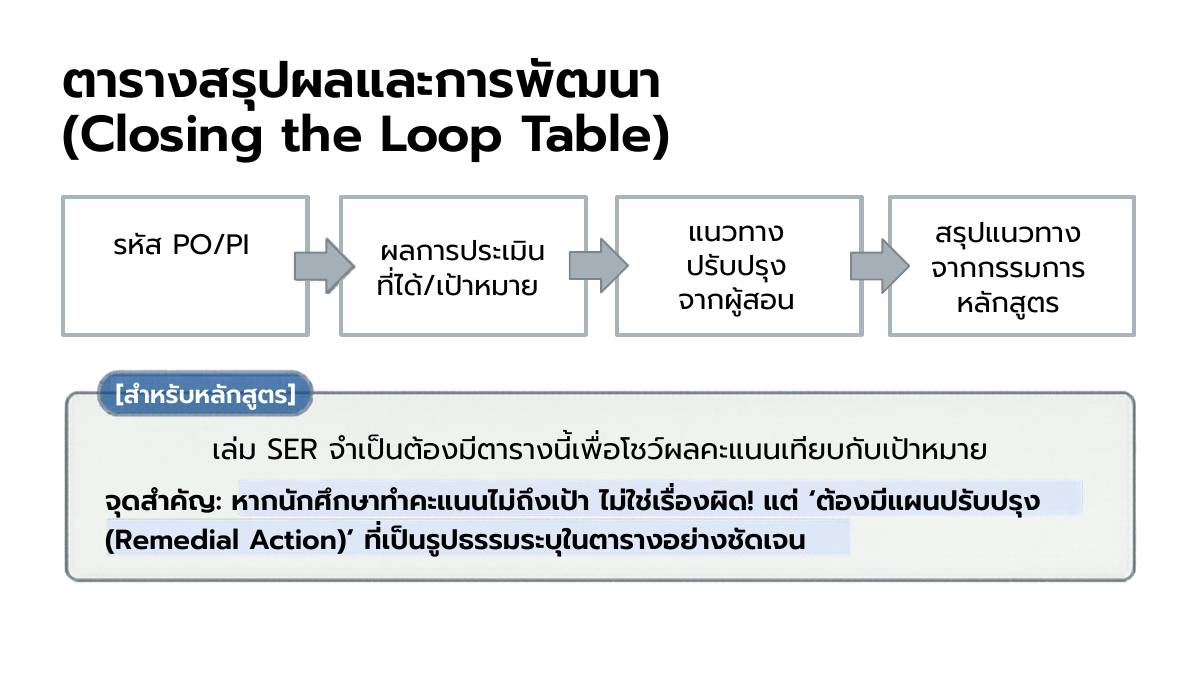 ตารางสรุปผลและการพัฒนา
(Closing the Loop Table)
รหัส PO/PI
ผลการประเมิน
ที่ได้/เป้าหมาย
แนวทาง
ปรับปรุง
จากผู้สอน
สรุปแนวทาง
จากกรรมการ
หลักสูตร
[สำหรับหลักสูตร]
เล่ม SER จำเป็นต้องมีตารางนี้เพื่อโชว์ผลคะแนนเทียบกับเป้าหมาย
จุดสำคัญ: หากนักศึกษาทำคะแนนไม่ถึงเป้า ไม่ใช่เรื่องผิด! แต่ ‘ต้องมีแผนปรับปรุง
(Remedial Action)’ ที่เป็นรูปธรรมระบุในตารางอย่างชัดเจน